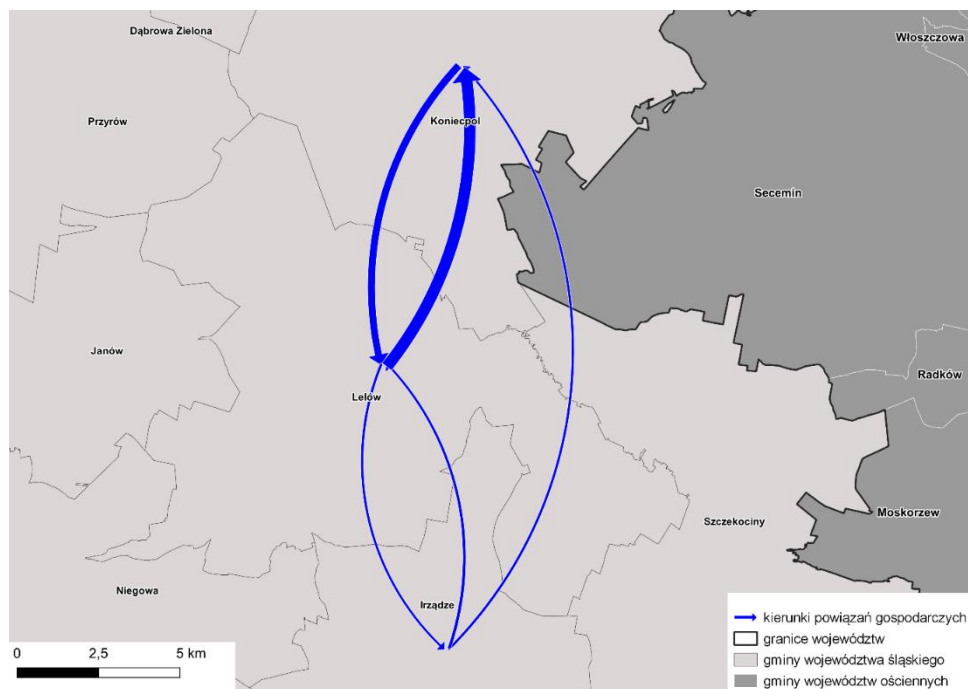 Dąbrowa Zielona
Włoszczowa
Przyrów
Koniecpol
Secemin
Janów
Radków
Lelów
Moskorzew
Szczekociny
Niegowa
Irządze
kierunki powiązań gospodarczych
granice województw
gminy województwa śląskiego
gminy województw ościennych
0 2,5 5 km